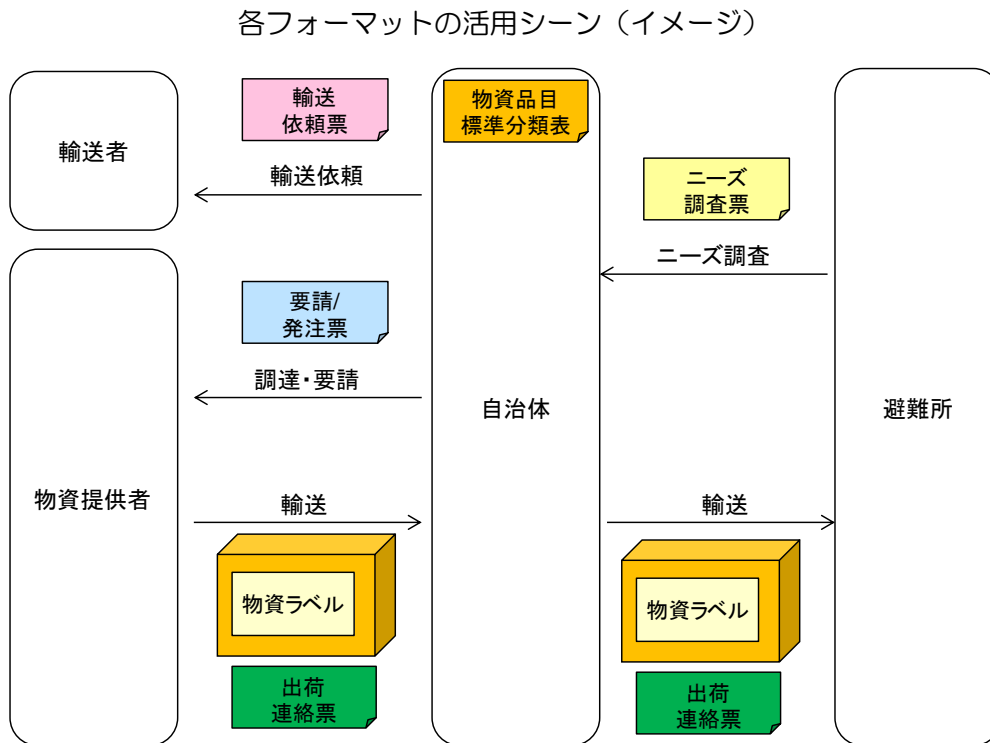 各フォーマットの活用シーン（イメージ）
輸送
依頼票
物資品目
標準分類表
輸送者
輸送依頼
ニーズ
調査票
ニーズ調査
要請/
発注票
調達・要請
自治体
避難所
物資提供者
輸送
輸送
物資ラベル
物資ラベル
出荷
連絡票
出荷
連絡票